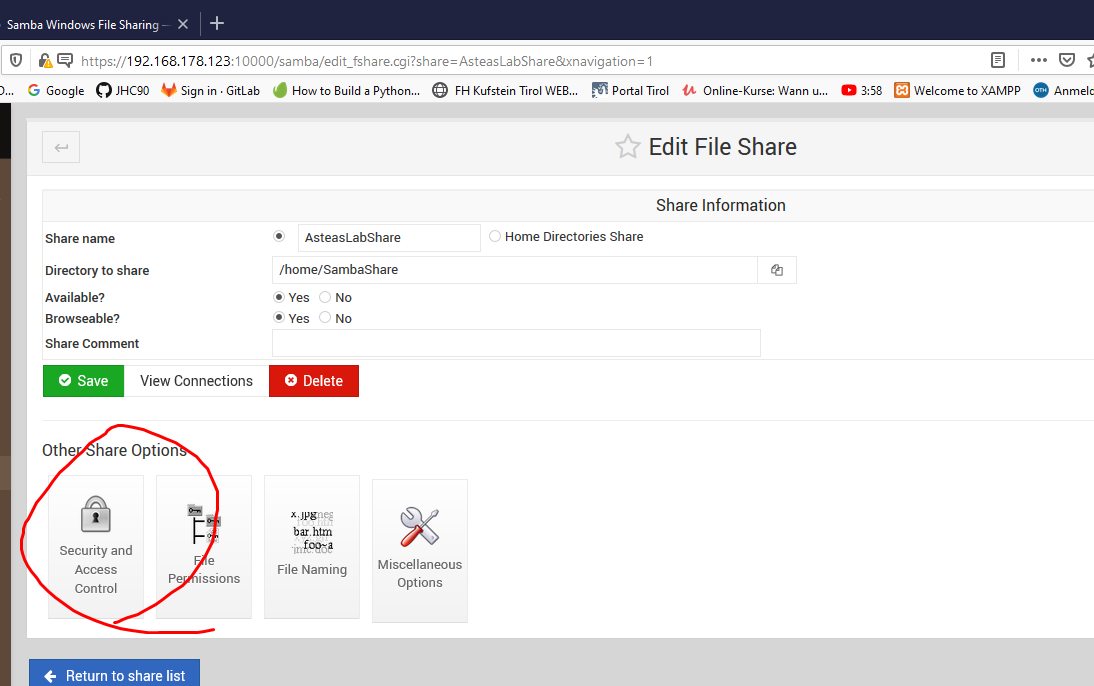 Samba Windows File Sharing —
https://192.168.178.123:10000/samba/edit_fshare.cgi?share=AsteasLabShare&xnavigation=1
D... Google JHC90 Sign in · GitLab How to Build a Python... FH Kufstein Tirol WEB... Portal Tirol Online-Kurse: Wann u... 3:58 Welcome to XAMPP Anmeld
Edit File Share
Share Information
Share name AsteasLabShare Home Directories Share
Directory to share /home/SambaShare
Available? Yes No
Browseable? Yes No
Share Comment
Save View Connections Delete
Other Share Options
Security and
Access
Control
File
Permissions
x.jpg
bar.htm
foo~a
File Naming
Miscellaneous
Options
Return to share list